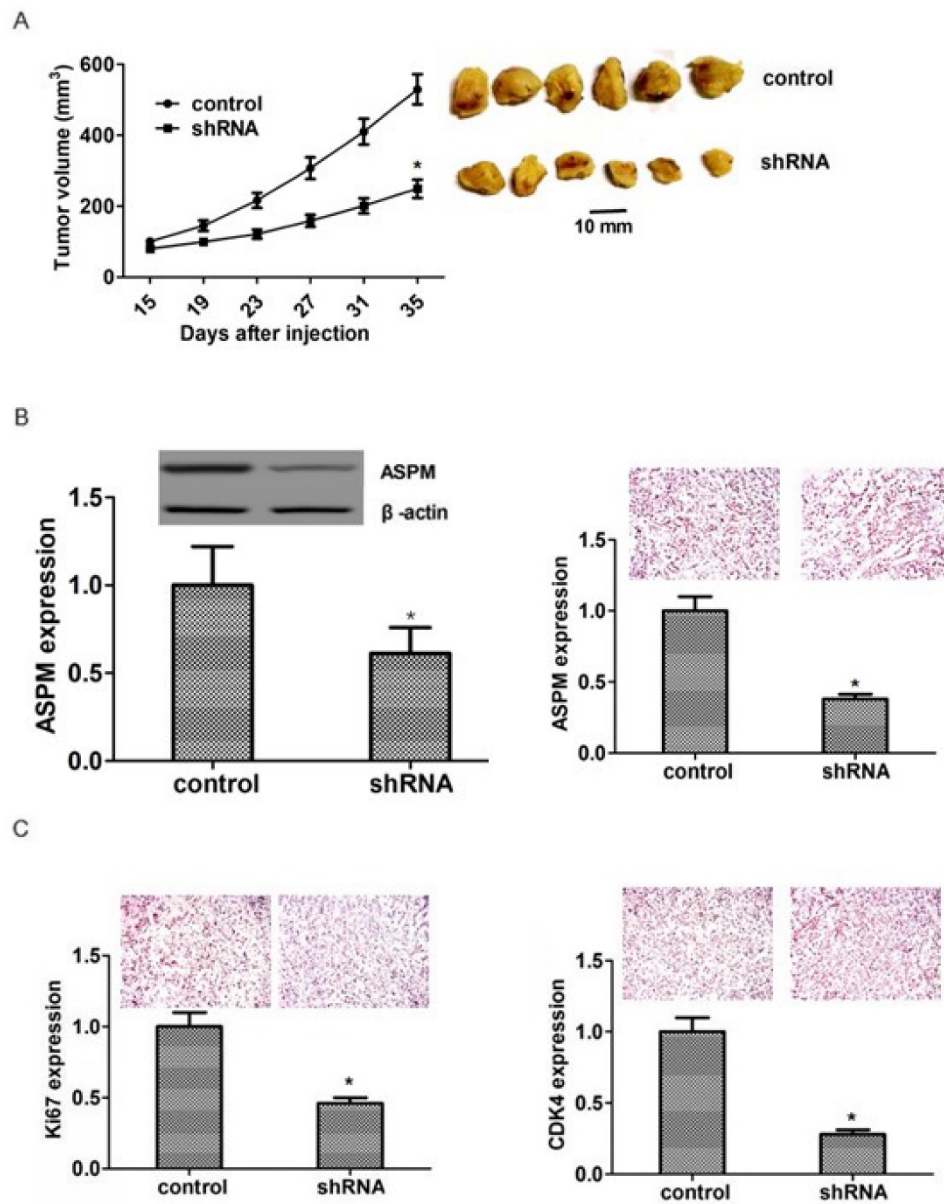 A
Tumor volume (mm³)
600
400
200
0
control
shRNA
*
15 19 23 27 31 35
Days after injection
control
shRNA
10 mm
B
ASPM expression
1.5
1.0
0.5
0.0
ASPM
β -actin
*
control shRNA
ASPM expression
1.5
1.0
0.5
0.0
*
control shRNA
C
Ki67 expression
1.5
1.0
0.5
0.0
*
control shRNA
CDK4 expression
1.5
1.0
0.5
0.0
*
control shRNA